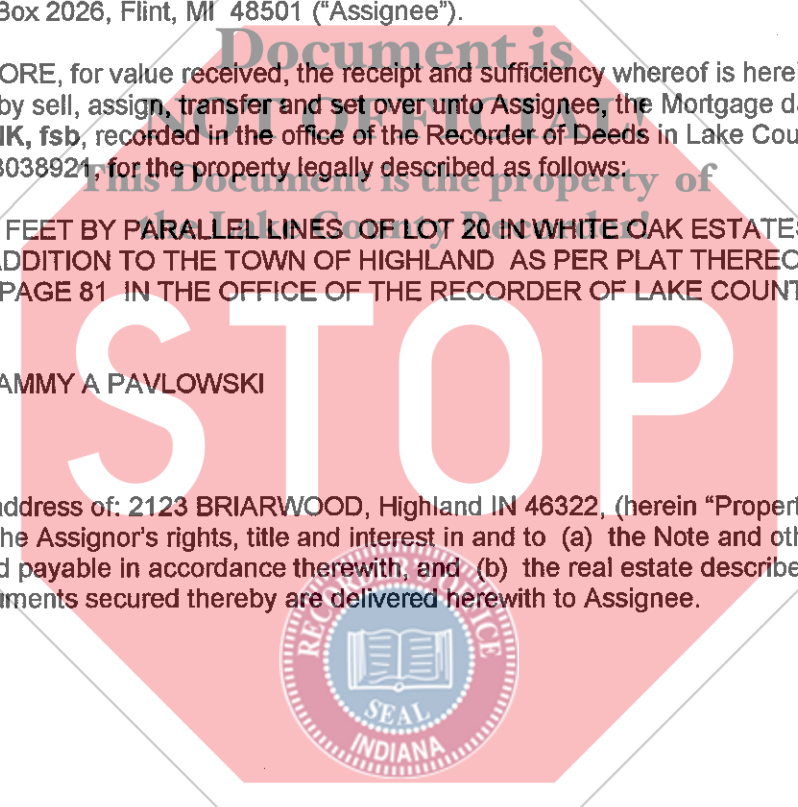 Box 2026, Flint, MI 48501 (“Assignee”).
Document is
ORE, for value received, the receipt and sufficiency whereof is herei
by sell, assign, transfer and set over unto Assignee, the Mortgage da
NOT OFFICIAL!
NK, fsb, recorded in the office of the Recorder of Deeds in Lake Cou
8038921, for the property legally described as follows:
This Document is the property of
the Lake County Recorder!
FEET BY PARALLEL LINES OF LOT 20 IN WHITE OAK ESTATES
ADDITION TO THE TOWN OF HIGHLAND AS PER PLAT THEREO
PAGE 81 IN THE OFFICE OF THE RECORDER OF LAKE COUNT
STOP
AMMY A PAVLOWSKI
address of: 2123 BRIARWOOD, Highland IN 46322, (herein “Propert
he Assignor's rights, title and interest in and to (a) the Note and oth
d payable in accordance therewith, and (b) the real estate describe
uments secured thereby are delivered herewith to Assignee.
RECORDER'S OFFICE
SEAL
INDIANA